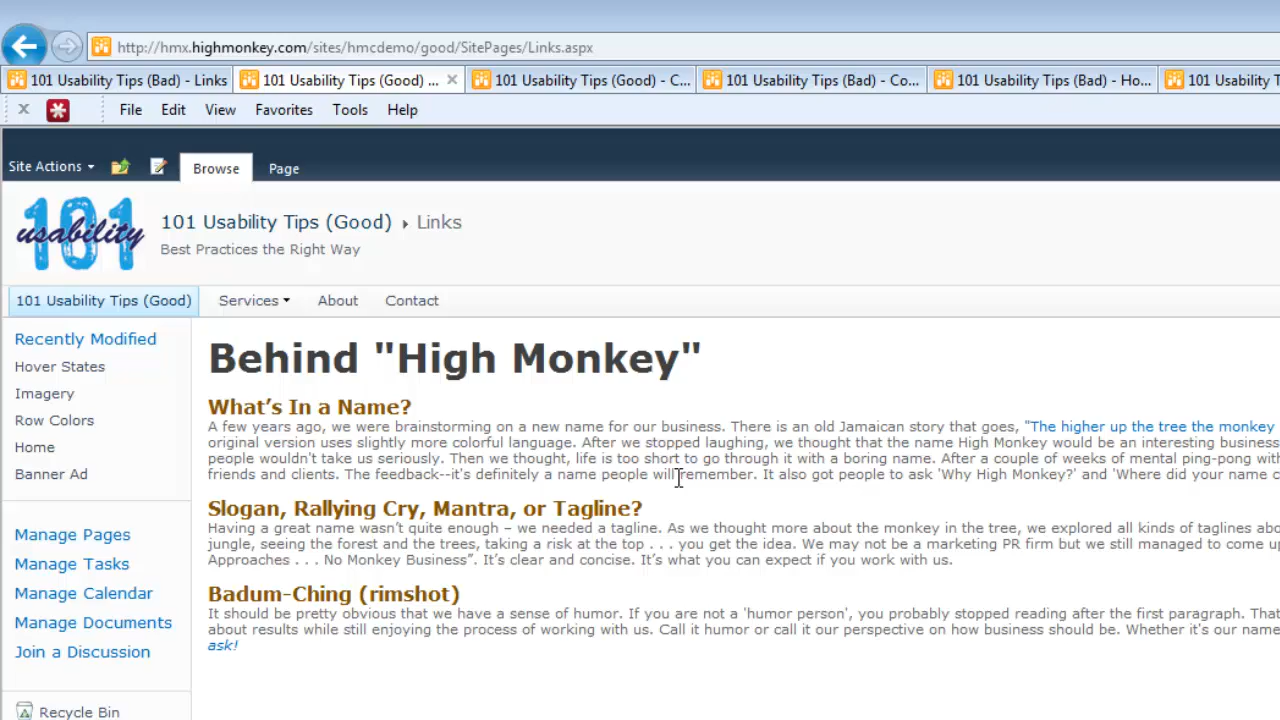 http://hmx.highmonkey.com/sites/hmcdemo/good/SitePages/Links.aspx
101 Usability Tips (Bad) - Links
101 Usability Tips (Good) ...
101 Usability Tips (Good) - C...
101 Usability Tips (Bad) - Co...
101 Usability Tips (Bad) - Ho...
101 Usability T
File Edit View Favorites Tools Help
Site Actions Browse Page
101 usability
101 Usability Tips (Good) Links
Best Practices the Right Way
101 Usability Tips (Good) Services About Contact
Recently Modified
Hover States
Imagery
Row Colors
Home
Banner Ad
Manage Pages
Manage Tasks
Manage Calendar
Manage Documents
Join a Discussion
Recycle Bin
Behind "High Monkey"
What's In a Name?
A few years ago, we were brainstorming on a new name for our business. There is an old Jamaican story that goes, "The higher up the tree the monkey
original version uses slightly more colorful language. After we stopped laughing, we thought that the name High Monkey would be an interesting business
people wouldn't take us seriously. Then we thought, life is too short to go through it with a boring name. After a couple of weeks of mental ping-pong with
friends and clients. The feedback--it's definitely a name people will remember. It also got people to ask 'Why High Monkey?' and 'Where did your name c
Slogan, Rallying Cry, Mantra, or Tagline?
Having a great name wasn't quite enough – we needed a tagline. As we thought more about the monkey in the tree, we explored all kinds of taglines abo
jungle, seeing the forest and the trees, taking a risk at the top . . . you get the idea. We may not be a marketing PR firm but we still managed to come up
Approaches . . . No Monkey Business”. It's clear and concise. It's what you can expect if you work with us.
Badum-Ching (rimshot)
It should be pretty obvious that we have a sense of humor. If you are not a 'humor person', you probably stopped reading after the first paragraph. That
about results while still enjoying the process of working with us. Call it humor or call it our perspective on how business should be. Whether it's our name
ask!